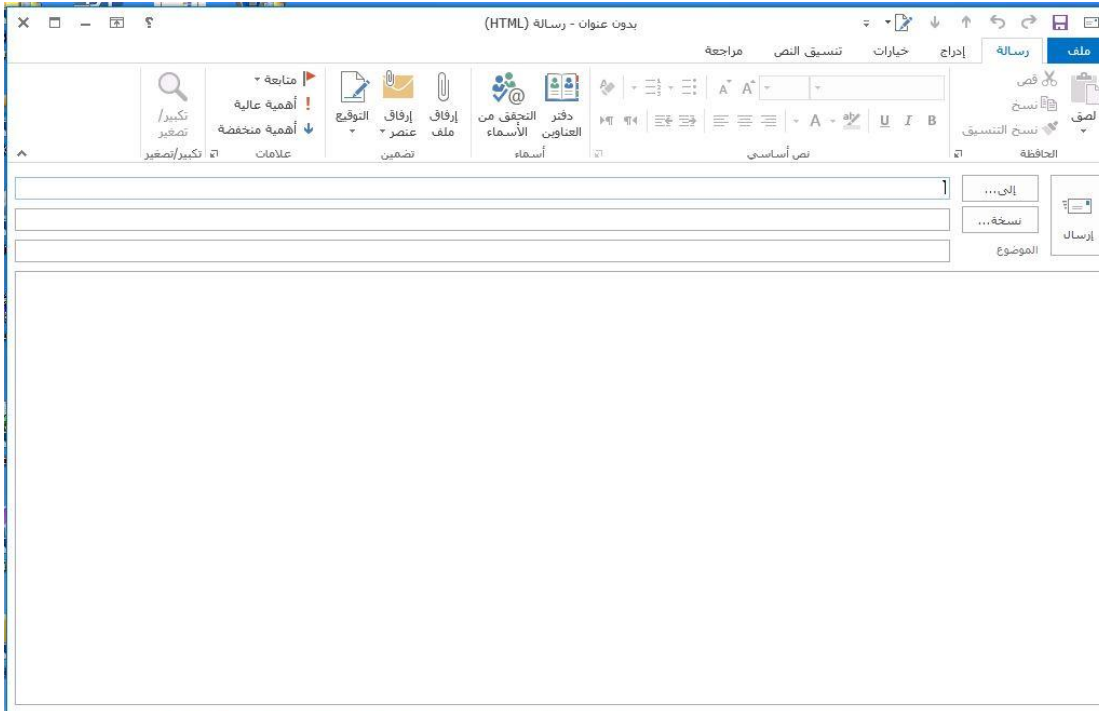 بدون عنوان - رسالة (HTML)
ملف رسالة إدراج خيارات تنسيق النص مراجعة
لصق
قص
نسخ
نسخ التنسيق
الحافظة
B I U ab A
A A
نص أساسي
دفتر العناوين
التحقق من الأسماء
أسماء
إرفاق ملف
إرفاق عنصر
التوقيع
تضمين
متابعة
أهمية عالية
أهمية منخفضة
علامات
تكبير/
تصغير
تكبير/تصغير
إرسال
إلى...
نسخة...
الموضوع